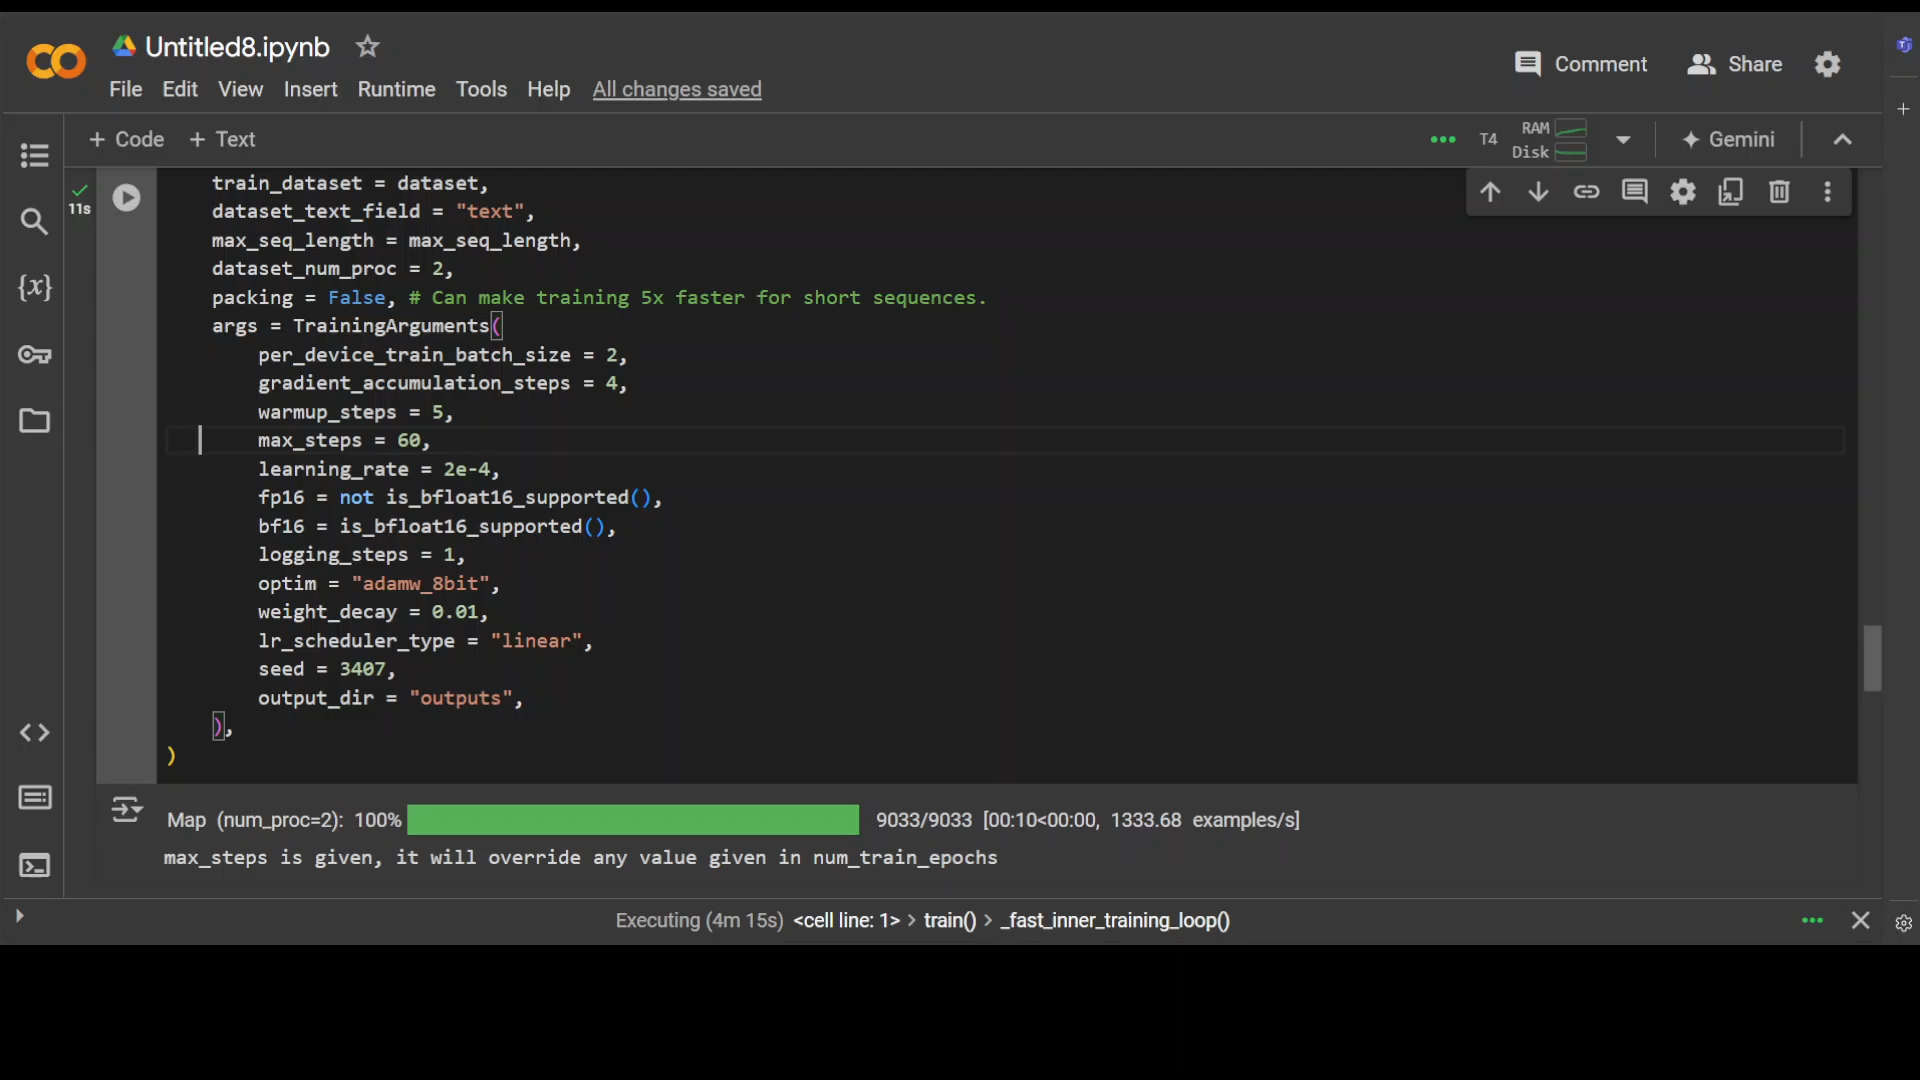 Untitled8.ipynb
File Edit View Insert Runtime Tools Help All changes saved
Comment Share
+ Code + Text
T4 RAM Disk Gemini
11s
train_dataset = dataset,
dataset_text_field = "text",
max_seq_length = max_seq_length,
dataset_num_proc = 2,
packing = False, # Can make training 5x faster for short sequences.
args = TrainingArguments(
per_device_train_batch_size = 2,
gradient_accumulation_steps = 4,
warmup_steps = 5,
max_steps = 60,
learning_rate = 2e-4,
fp16 = not is_bfloat16_supported(),
bf16 = is_bfloat16_supported(),
logging_steps = 1,
optim = "adamw_8bit",
weight_decay = 0.01,
lr_scheduler_type = "linear",
seed = 3407,
output_dir = "outputs",
),
)
Map (num_proc=2): 100% 9033/9033 [00:10<00:00, 1333.68 examples/s]
max_steps is given, it will override any value given in num_train_epochs
Executing (4m 15s) <cell line: 1> > train() > _fast_inner_training_loop()